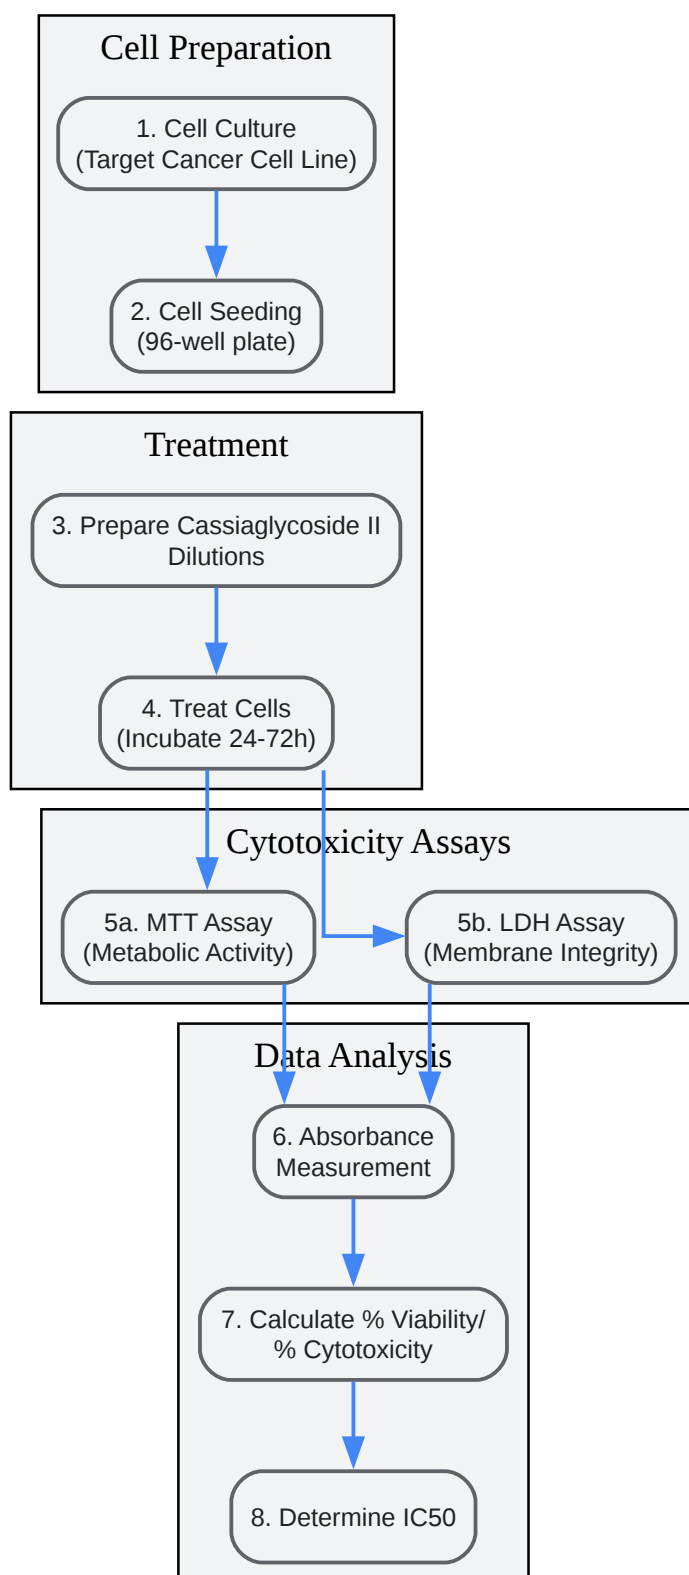 Cell Preparation
1. Cell Culture
(Target Cancer Cell Line)
2. Cell Seeding
(96-well plate)
Treatment
3. Prepare Cassiaglycoside II
Dilutions
4. Treat Cells
(Incubate 24-72h)
Cytotoxicity Assays
5a. MTT Assay
(Metabolic Activity)
5b. LDH Assay
(Membrane Integrity)
Data Analysis
6. Absorbance
Measurement
7. Calculate % Viability/
% Cytotoxicity
8. Determine IC50